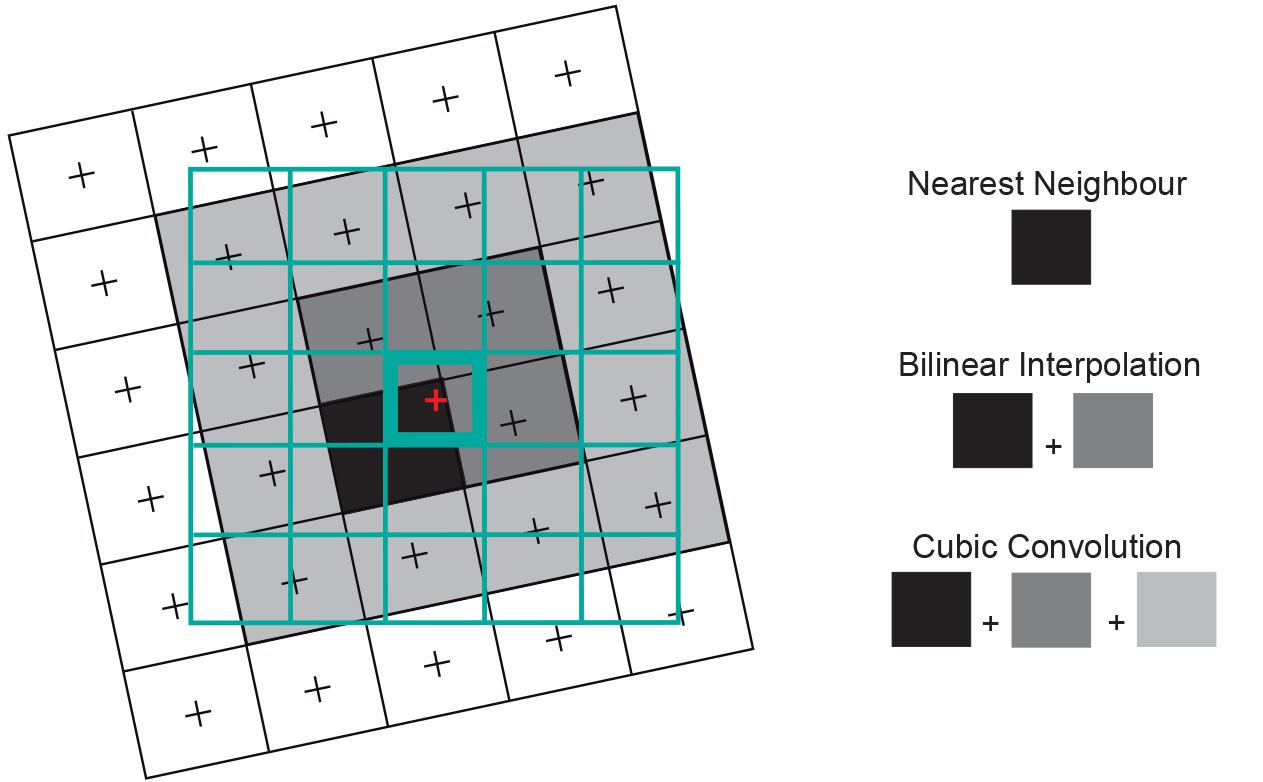 Nearest Neighbour
Bilinear Interpolation
+
Cubic Convolution
+ +